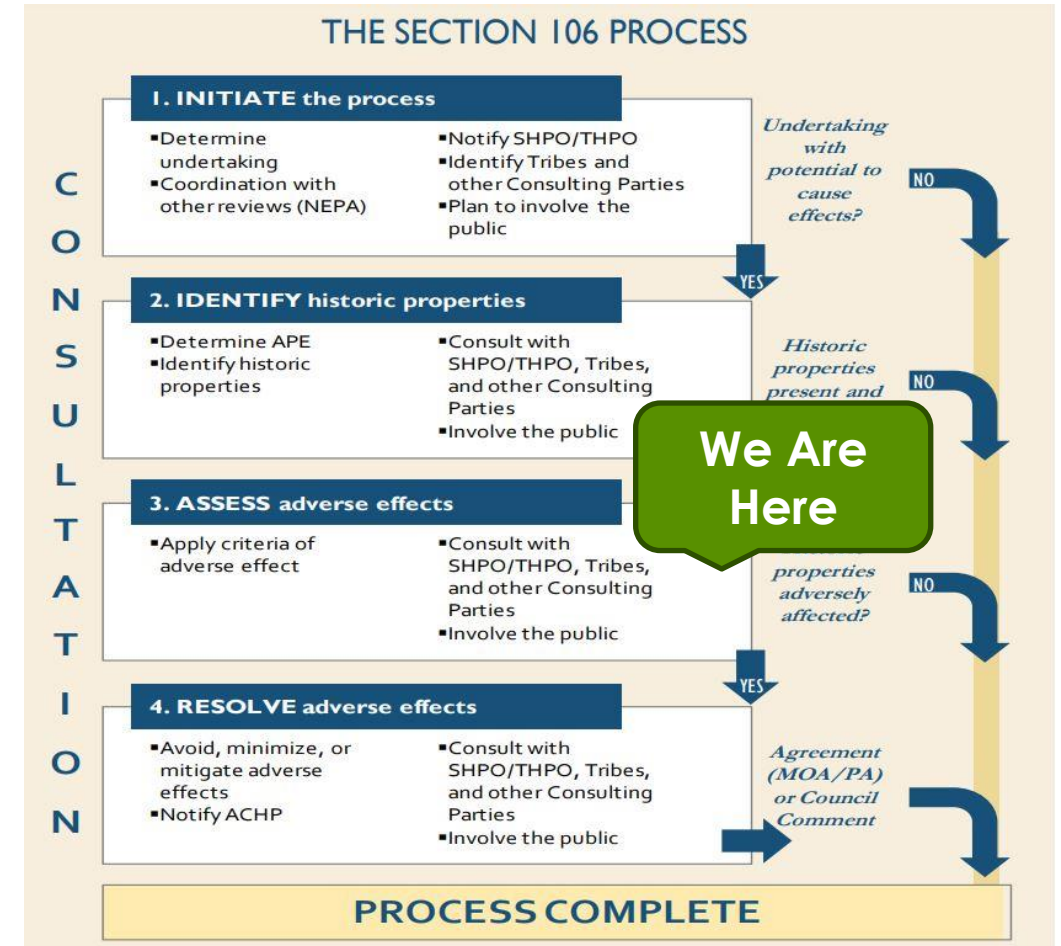 THE SECTION 106 PROCESS
CONSULTATION
1. INITIATE the process
▪Determine
undertaking
▪Coordination with
other reviews (NEPA)
▪Notify SHPO/THPO
▪Identify Tribes and
other Consulting Parties
▪Plan to involve the
public
Undertaking
with
potential to
cause
effects?
NO
YES
2. IDENTIFY historic properties
▪Determine APE
▪Identify historic
properties
▪Consult with
SHPO/THPO, Tribes,
and other Consulting
Parties
▪Involve the public
Historic
properties
present and
NO
We Are
Here
3. ASSESS adverse effects
▪Apply criteria of
adverse effect
▪Consult with
SHPO/THPO, Tribes,
and other Consulting
Parties
▪Involve the public
properties
adversely
affected?
NO
YES
4. RESOLVE adverse effects
▪Avoid, minimize, or
mitigate adverse
effects
▪Notify ACHP
▪Consult with
SHPO/THPO, Tribes,
and other Consulting
Parties
▪Involve the public
Agreement
(MOA/PA)
or Council
Comment
PROCESS COMPLETE